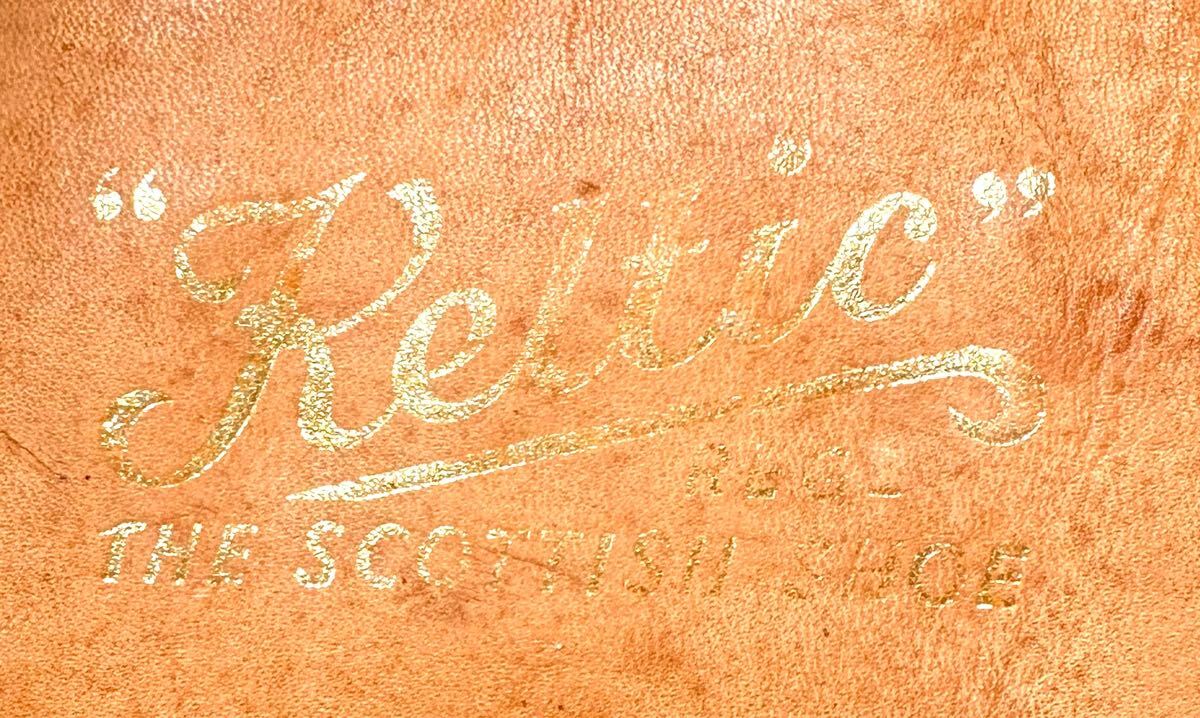 “Keltic”
REGD
THE SCOTTISH SHOE